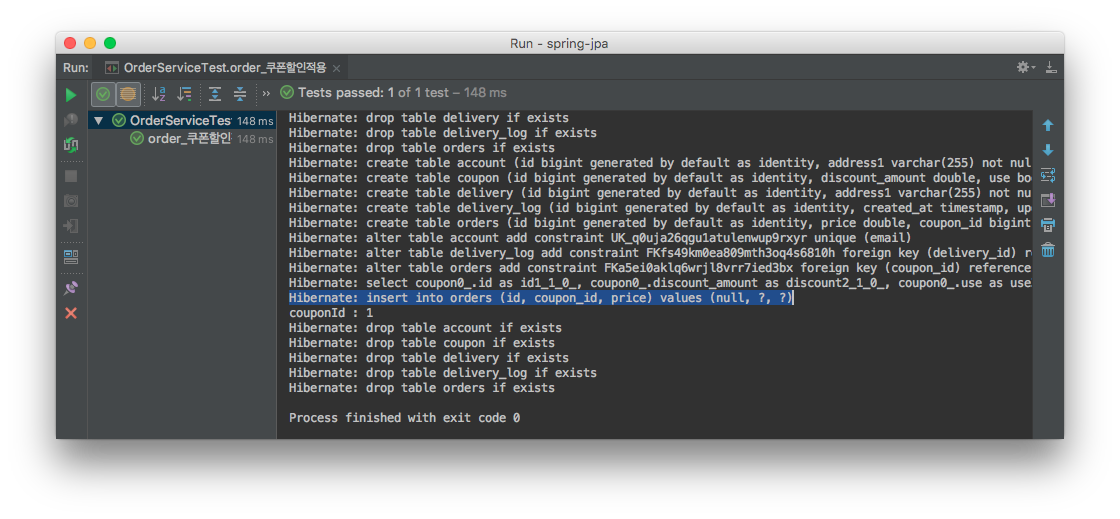 Run - spring-jpa
Run: OrderServiceTest.order_쿠폰할인적용
Tests passed: 1 of 1 test – 148 ms
OrderServiceTes 148 ms
order_쿠폰할인 148 ms
Hibernate: drop table delivery if exists
Hibernate: drop table delivery_log if exists
Hibernate: drop table orders if exists
Hibernate: create table account (id bigint generated by default as identity, address1 varchar(255) not nul
Hibernate: create table coupon (id bigint generated by default as identity, discount_amount double, use bo
Hibernate: create table delivery (id bigint generated by default as identity, address1 varchar(255) not nu
Hibernate: create table delivery_log (id bigint generated by default as identity, created_at timestamp, up
Hibernate: create table orders (id bigint generated by default as identity, price double, coupon_id bigint
Hibernate: alter table account add constraint UK_q0uja26qgu1atulenwup9rxyr unique (email)
Hibernate: alter table delivery_log add constraint FKfs49km0ea809mth3oq4s6810h foreign key (delivery_id) r
Hibernate: alter table orders add constraint FKa5ei0aklq6wrjl8vrr7ied3bx foreign key (coupon_id) reference
Hibernate: select coupon0_.id as id1_1_0_, coupon0_.discount_amount as discount2_1_0_, coupon0_.use as use
Hibernate: insert into orders (id, coupon_id, price) values (null, ?, ?)
couponId : 1
Hibernate: drop table account if exists
Hibernate: drop table coupon if exists
Hibernate: drop table delivery if exists
Hibernate: drop table delivery_log if exists
Hibernate: drop table orders if exists
Process finished with exit code 0